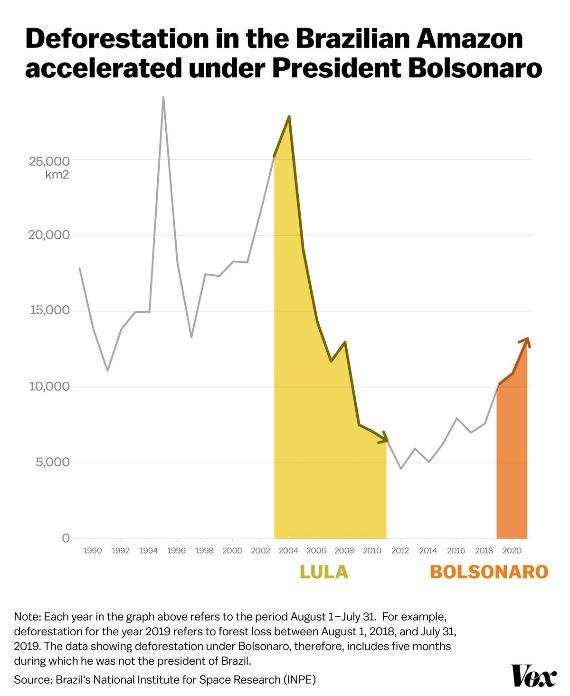 Deforestation in the Brazilian Amazon
accelerated under President Bolsonaro
25,000
km2
20,000
15,000
10,000
5,000
0
1990 1992 1994 1996 1998 2000 2002 2004 2006 2008 2010 2012 2014 2016 2018 2020
LULA BOLSONARO
Note: Each year in the graph above refers to the period August 1–July 31. For example,
deforestation for the year 2019 refers to forest loss between August 1, 2018, and July 31,
2019. The data showing deforestation under Bolsonaro, therefore, includes five months
during which he was not the president of Brazil.
Source: Brazil's National Institute for Space Research (INPE)
Vox